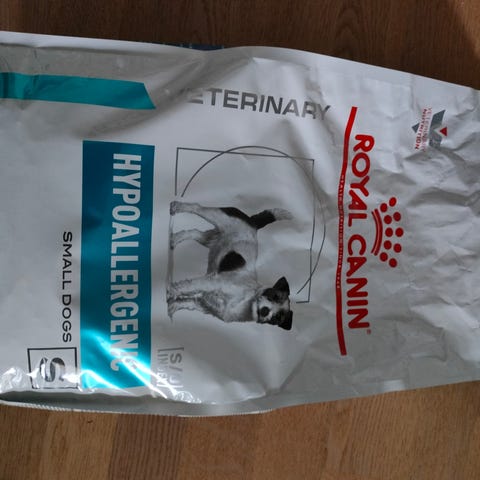 ROYAL CANIN
VETERINARY
HYPOALLERGENIC
SMALL DOGS
S